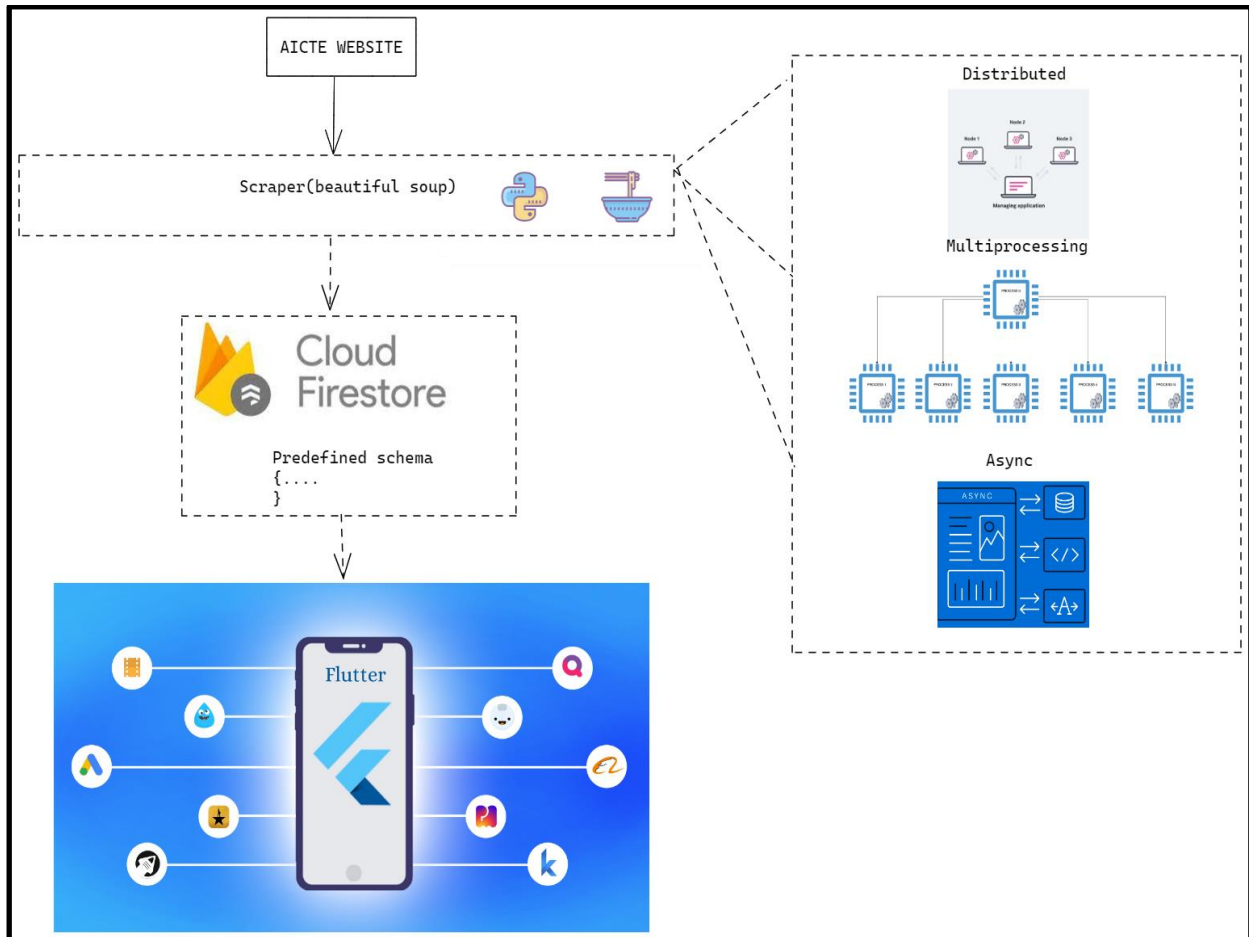 AICTE WEBSITE
Scraper(beautiful soup)
Cloud
Firestore
Predefined schema
{....
}
Flutter
Distributed
Node 2
Node 1
Node 3
Managing application
Multiprocessing
ASYNC
Async